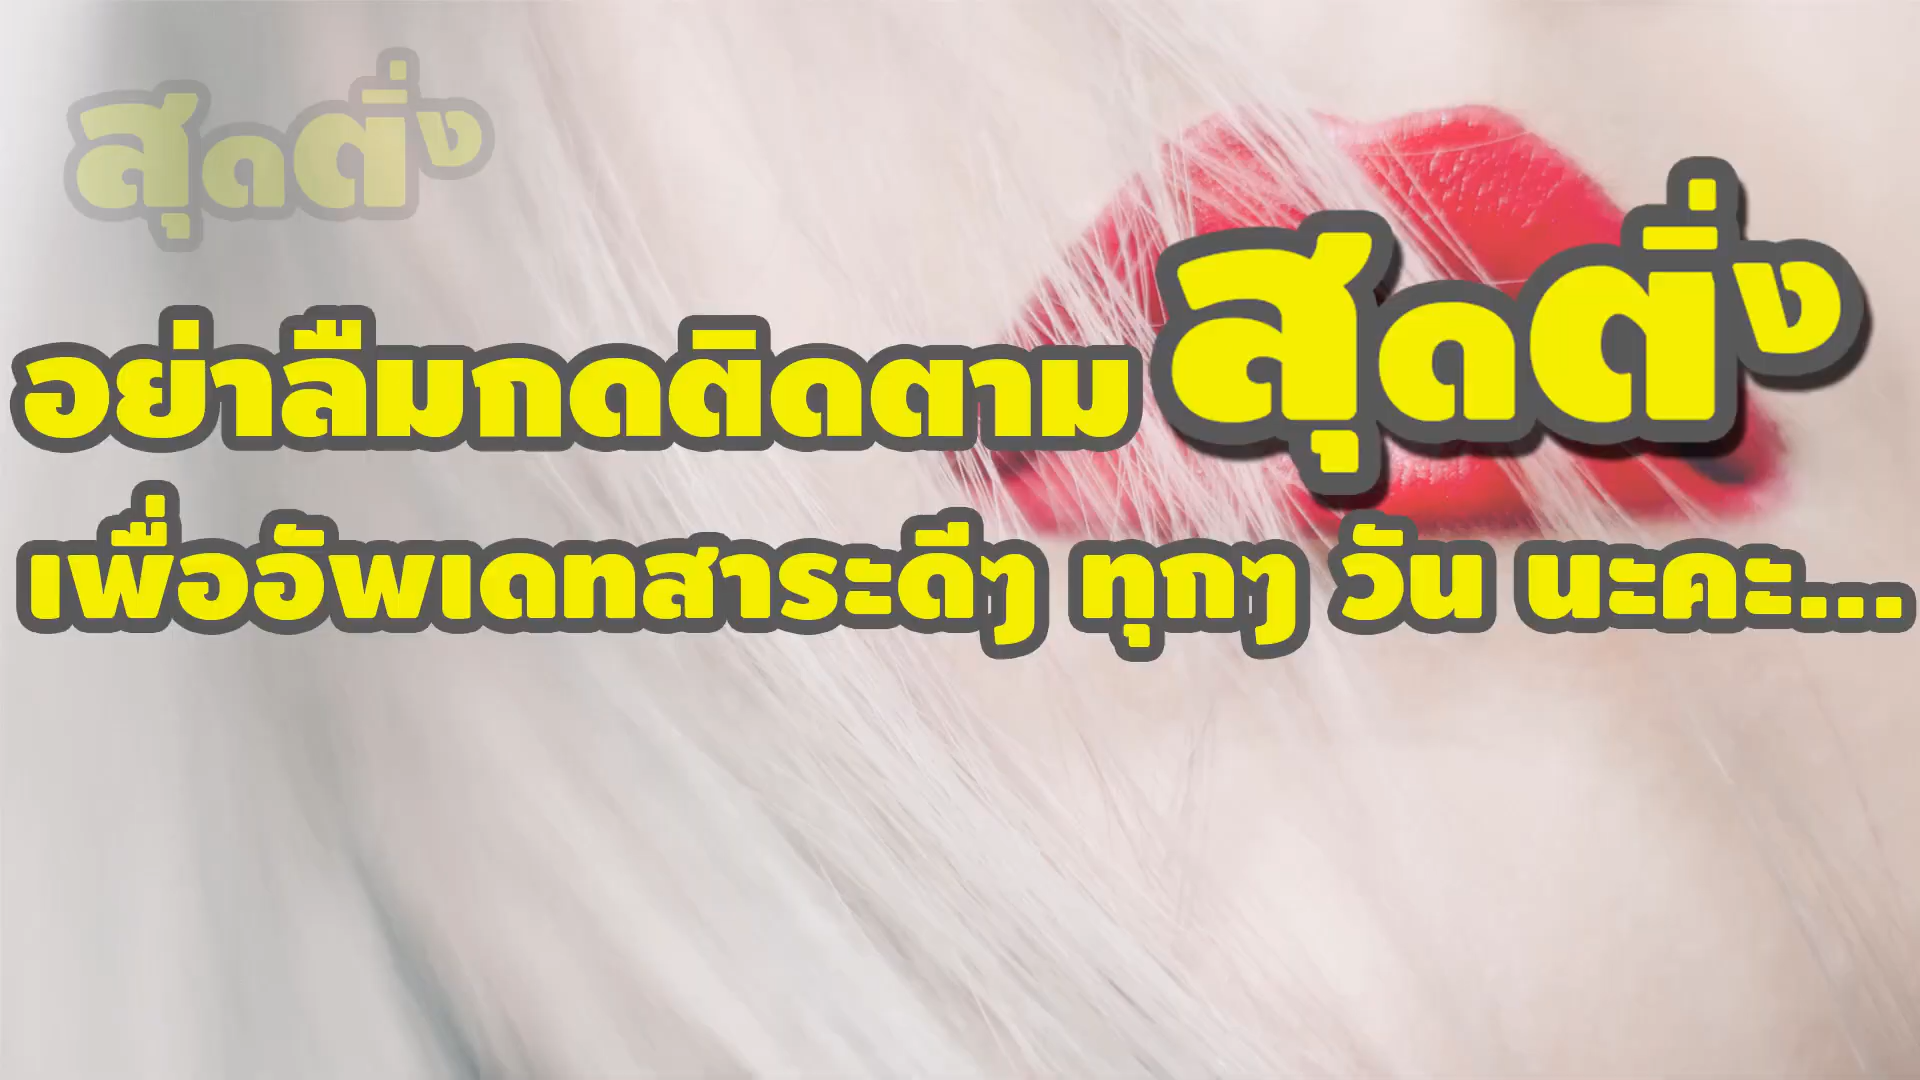 สุดติ่ง
อย่าลืมกดติดตาม สุดติ่ง
เพื่ออัพเดทสาระดีๆ ทุกๆ วัน นะคะ...